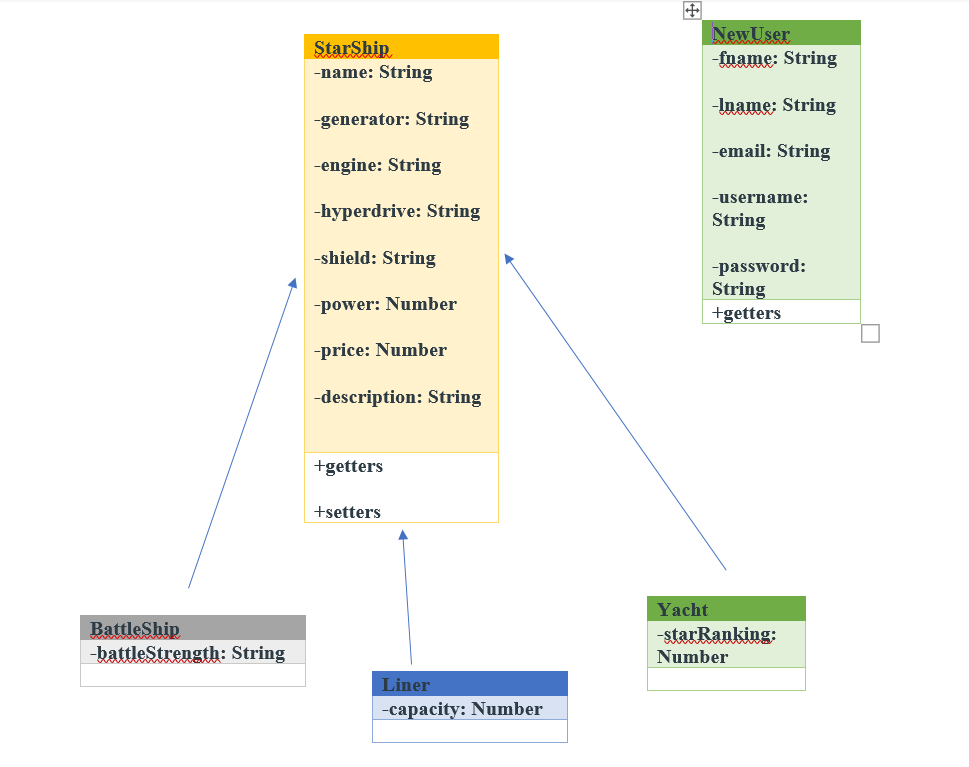 StarShip
-name: String
-generator: String
-engine: String
-hyperdrive: String
-shield: String
-power: Number
-price: Number
-description: String
+getters
+setters
NewUser
-fname: String
-lname: String
-email: String
-username:
String
-password:
String
+getters
BattleShip
-battleStrength: String
Liner
-capacity: Number
Yacht
-starRanking:
Number